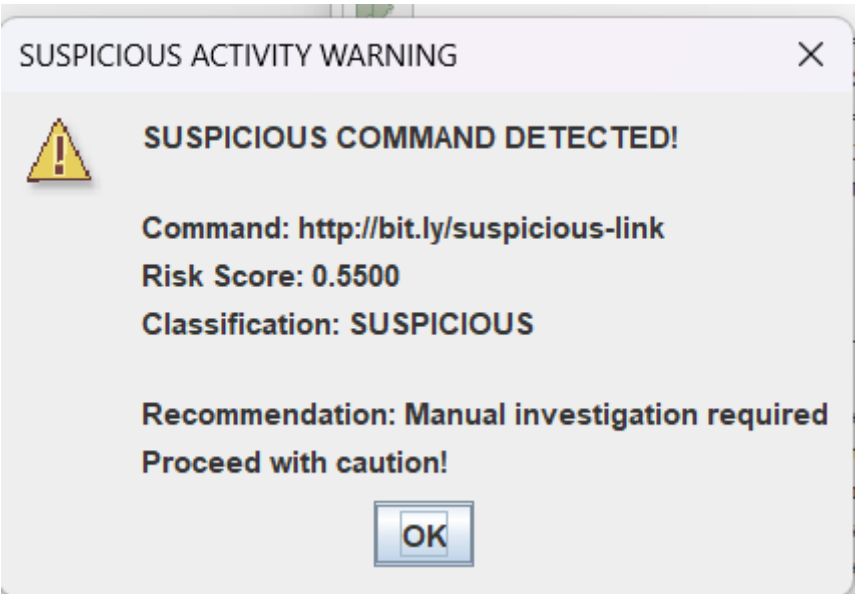 SUSPICIOUS ACTIVITY WARNING
SUSPICIOUS COMMAND DETECTED!
Command: http://bit.ly/suspicious-link
Risk Score: 0.5500
Classification: SUSPICIOUS
Recommendation: Manual investigation required
Proceed with caution!
OK